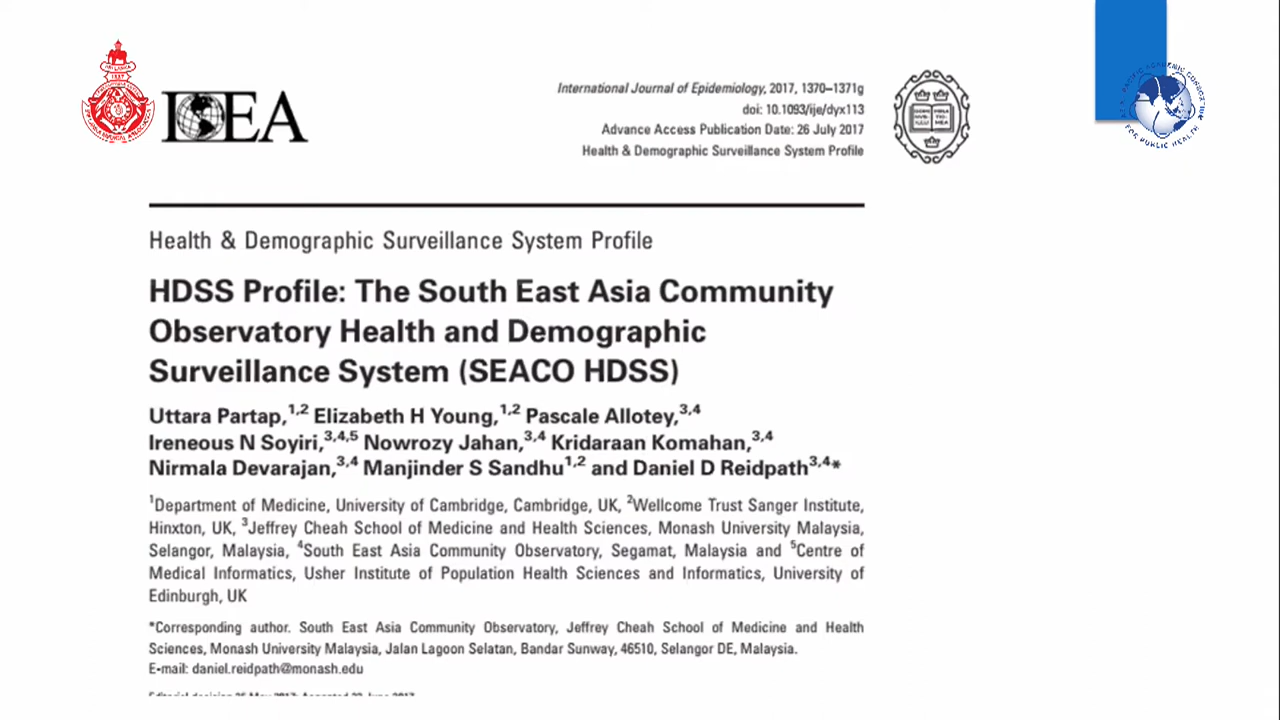 IEA
International Journal of Epidemiology, 2017, 1370–1371g
doi: 10.1093/ije/dyx113
Advance Access Publication Date: 26 July 2017
Health & Demographic Surveillance System Profile
Health & Demographic Surveillance System Profile
HDSS Profile: The South East Asia Community
Observatory Health and Demographic
Surveillance System (SEACO HDSS)
Uttara Partap,1,2 Elizabeth H Young,1,2 Pascale Allotey,3,4
Ireneous N Soyiri,3,4,5 Nowrozy Jahan,3,4 Kridaraan Komahan,3,4
Nirmala Devarajan,3,4 Manjinder S Sandhu1,2 and Daniel D Reidpath3,4*
1Department of Medicine, University of Cambridge, Cambridge, UK, 2Wellcome Trust Sanger Institute,
Hinxton, UK, 3Jeffrey Cheah School of Medicine and Health Sciences, Monash University Malaysia,
Selangor, Malaysia, 4South East Asia Community Observatory, Segamat, Malaysia and 5Centre of
Medical Informatics, Usher Institute of Population Health Sciences and Informatics, University of
Edinburgh, UK
*Corresponding author. South East Asia Community Observatory, Jeffrey Cheah School of Medicine and Health
Sciences, Monash University Malaysia, Jalan Lagoon Selatan, Bandar Sunway, 46510, Selangor DE, Malaysia.
E-mail: daniel.reidpath@monash.edu